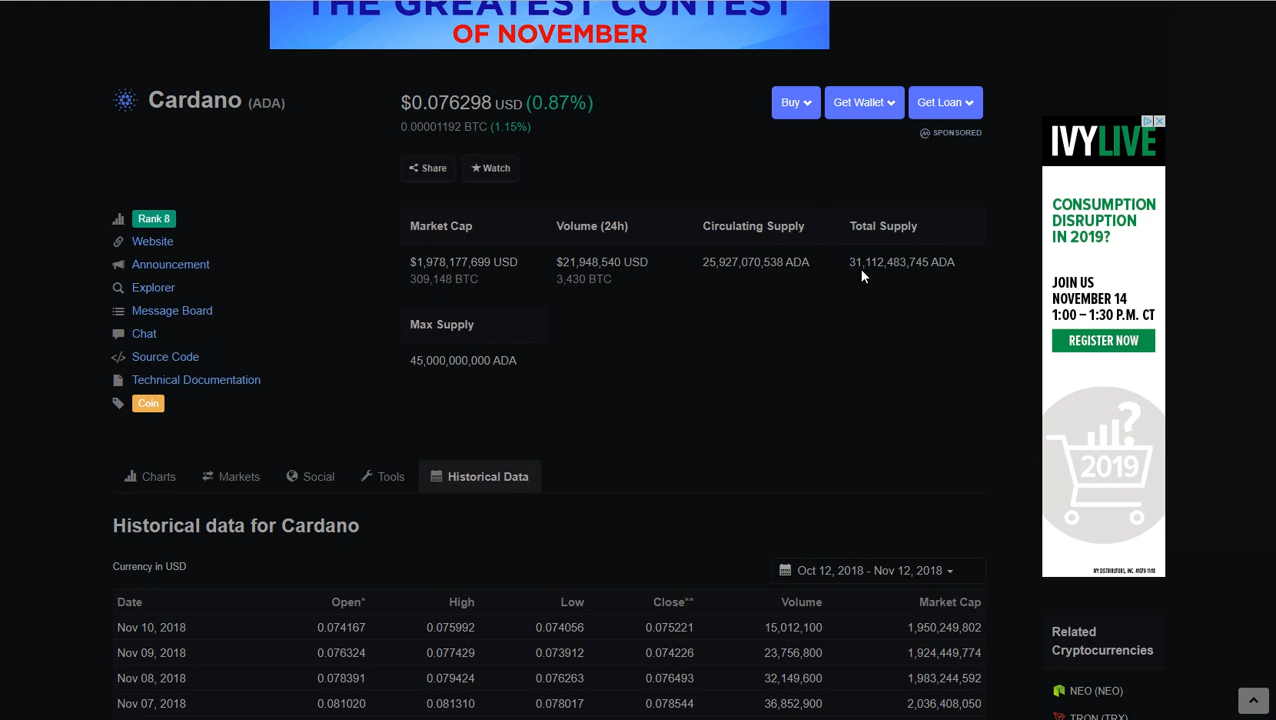 THE GREATEST CONTEST
OF NOVEMBER
Cardano (ADA)
$0.076298 USD (0.87%)
0.00001192 BTC (1.15%)
Buy
Get Wallet
Get Loan
SPONSORED
Share
Watch
IVYLIVE
CONSUMPTION
DISRUPTION
IN 2019?
JOIN US
NOVEMBER 14
1:00 – 1:30 P.M. CT
REGISTER NOW
?
2019
IVY DISTRIBUTORS, INC. 41079 11/18
Rank 8
Website
Announcement
Explorer
Message Board
Chat
Source Code
Technical Documentation
Coin
Market Cap
$1,978,177,699 USD
309,148 BTC
Volume (24h)
$21,948,540 USD
3,430 BTC
Circulating Supply
25,927,070,538 ADA
Total Supply
31,112,483,745 ADA
Max Supply
45,000,000,000 ADA
Charts
Markets
Social
Tools
Historical Data
Historical data for Cardano
Currency in USD
Oct 12, 2018 - Nov 12, 2018
Date Open* High Low Close** Volume Market Cap
Nov 10, 2018 0.074167 0.075992 0.074056 0.075221 15,012,100 1,950,249,802
Nov 09, 2018 0.076324 0.077429 0.073912 0.074226 23,756,800 1,924,449,774
Nov 08, 2018 0.078391 0.079424 0.076263 0.076493 32,149,600 1,983,244,592
Nov 07, 2018 0.081020 0.081310 0.078017 0.078544 36,852,900 2,036,408,050
Related
Cryptocurrencies
NEO (NEO)
TRON (TRX)